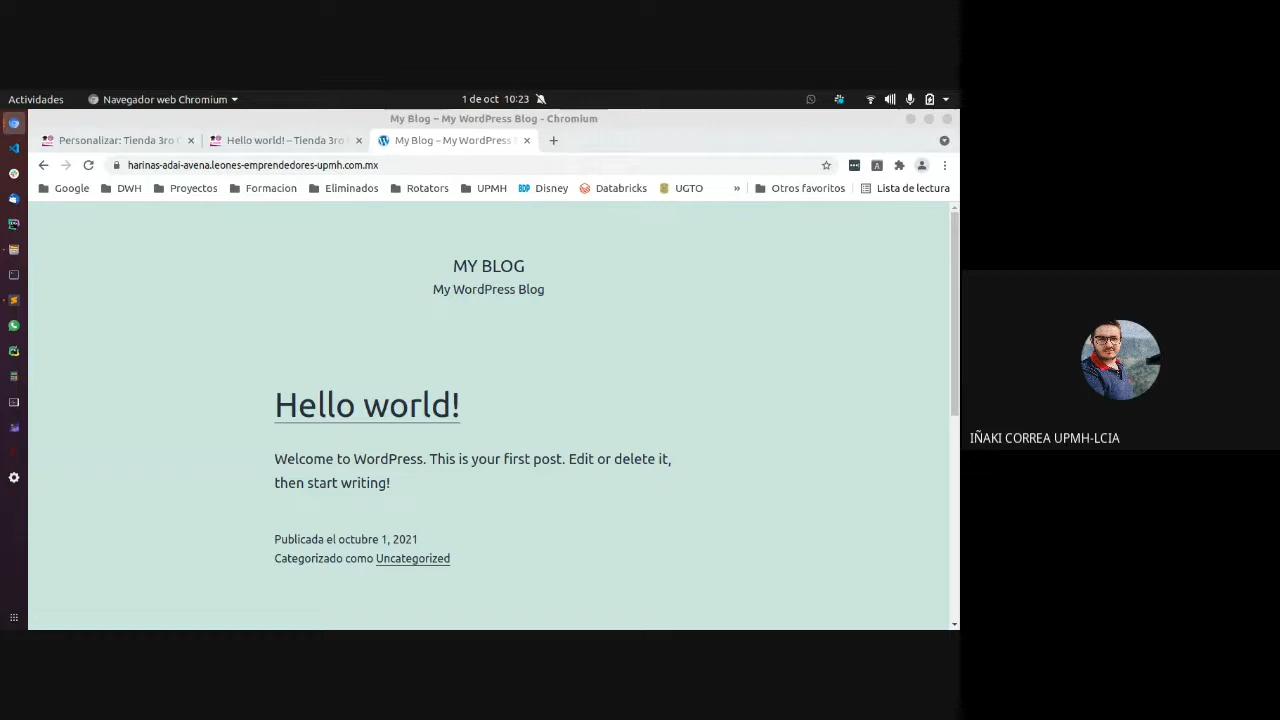 Actividades Navegador web Chromium 1 de oct 10:23
My Blog – My WordPress Blog - Chromium
Personalizar: Tienda 3ro Hello world! – Tienda 3ro My Blog – My WordPress
harinas-adai-avena.leones-emprendedores-upmh.com.mx
Google DWH Proyectos Formacion Eliminados Rotators UPMH BDP Disney Databricks UGTO » Otros favoritos Lista de lectura
MY BLOG
My WordPress Blog
Hello world!
Welcome to WordPress. This is your first post. Edit or delete it,
then start writing!
Publicada el octubre 1, 2021
Categorizado como Uncategorized
IÑAKI CORREA UPMH-LCIA